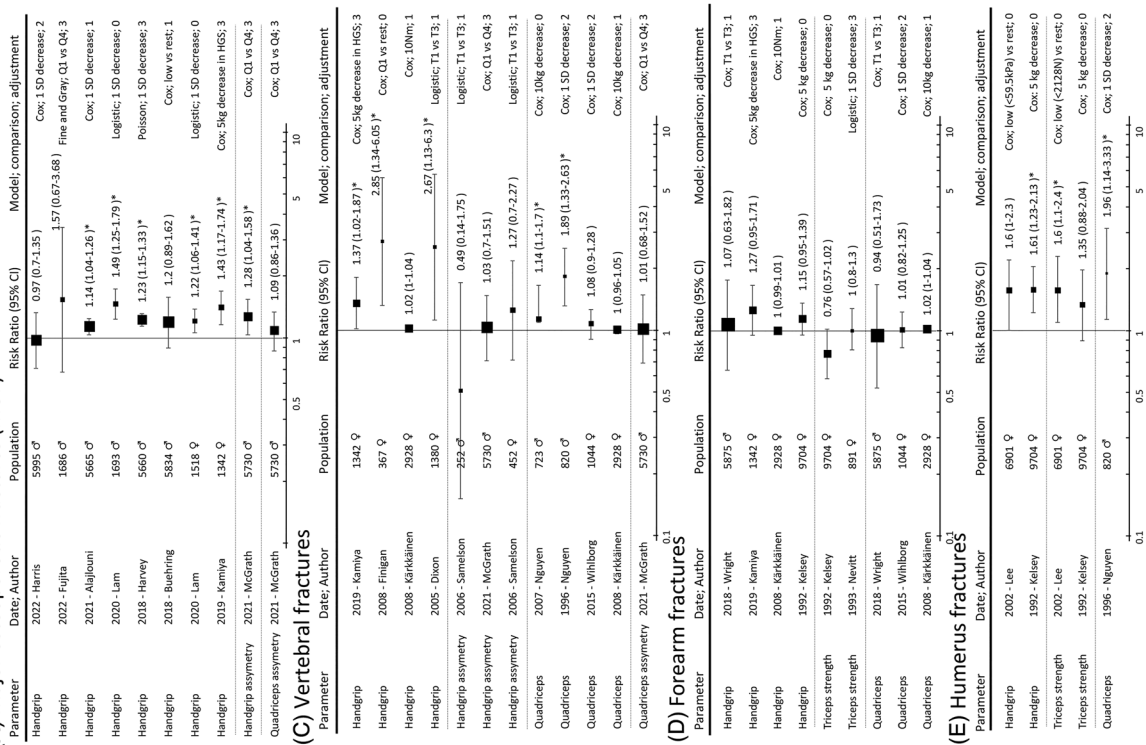 Parameter Date; Author Population Risk Ratio (95% CI) Model; comparison; adjustment
Handgrip 2022 - Harris 5995 ♂ 0.97 (0.7-1.35 ) Cox; 1 SD decrease; 2
Handgrip 2022 - Fujita 1686 ♂ 1.57 (0.67-3.68 ) Fine and Gray; Q1 vs Q4; 3
Handgrip 2021 - Alajlouni 5665 ♂ 1.14 (1.04-1.26 )* Cox; 1 SD decrease; 1
Handgrip 2020 - Lam 1693 ♂ 1.49 (1.25-1.79 )* Logistic; 1 SD decrease; 0
Handgrip 2018 - Harvey 5660 ♂ 1.23 (1.15-1.33 )* Poisson; 1 SD decrease; 3
Handgrip 2018 - Buehring 5834 ♂ 1.2 (0.89-1.62 ) Cox; low vs rest; 1
Handgrip 2020 - Lam 1518 ♀ 1.22 (1.06-1.41 )* Logistic; 1 SD decrease; 0
Handgrip 2019 - Kamiya 1342 ♀ 1.43 (1.17-1.74 )* Cox; 5kg decrease in HGS; 3
Handgrip assymetry 2021 - McGrath 5730 ♂ 1.28 (1.04-1.58 )* Cox, Q1 vs Q4; 3
Quadriceps assymetry 2021 - McGrath 5730 ♂ 1.09 (0.86-1.36 ) Cox; Q1 vs Q4; 3
0.5 1 5 10
(C) Vertebral fractures
Parameter Date; Author Population Risk Ratio (95% CI) Model; comparison; adjustment
Handgrip 2019 - Kamiya 1342 ♀ 1.37 (1.02-1.87 )* Cox; 5kg decrease in HGS; 3
Handgrip 2008 - Finigan 367 ♀ 2.85 (1.34-6.05 )* Cox; Q1 vs rest; 0
Handgrip 2008 - Kärkkäinen 2928 ♀ 1.02 (1-1.04 ) Cox; 10Nm; 1
Handgrip 2005 - Dixon 1380 ♀ 2.67 (1.13-6.3 )* Logistic; T1 vs T3; 1
Handgrip assymetry 2006 - Samelson 252 ♂ 0.49 (0.14-1.75 ) Logistic; T1 vs T3; 1
Handgrip assymetry 2021 - McGrath 5730 ♂ 1.03 (0.7-1.51 ) Cox; Q1 vs Q4; 3
Handgrip assymetry 2006 - Samelson 452 ♀ 1.27 (0.7-2.27 ) Logistic; T1 vs T3; 1
Quadriceps 2007 - Nguyen 723 ♂ 1.14 (1.1-1.7 )* Cox; 10kg decrease; 0
Quadriceps 1996 - Nguyen 820 ♂ 1.89 (1.33-2.63 )* Cox; 1 SD decrease; 2
Quadriceps 2015 - Wihlborg 1044 ♀ 1.08 (0.9-1.28 ) Cox; 1 SD decrease; 0
Quadriceps 2008 - Kärkkäinen 2928 ♀ 1 (0.96-1.05 ) Cox; 10kg decrease; 1
Quadriceps assymetry 2021 - McGrath 5730 ♂ 1.01 (0.68-1.52 ) Cox; Q1 vs Q4; 3
0.1 0.5 1 5 10
(D) Forearm fractures
Parameter Date; Author Population Risk Ratio (95% CI) Model; comparison; adjustment
Handgrip 2018 - Wright 5875 ♂ 1.07 (0.63-1.82 ) Cox; T1 vs T3; 1
Handgrip 2019 - Kamiya 1342 ♀ 1.27 (0.95-1.71 ) Cox; 5kg decrease in HGS; 3
Handgrip 2008 - Kärkkäinen 2928 ♀ 1 (0.99-1.01 ) Cox; 10Nm; 1
Handgrip 1992 - Kelsey 9704 ♀ 1.15 (0.95-1.39 ) Cox; 5 kg decrease; 0
Triceps strength 1992 - Kelsey 9704 ♀ 0.76 (0.57-1.02 ) Cox; 5 kg decrease; 0
Triceps strength 1993 - Nevitt 891 ♀ 1 (0.8-1.3 ) Logistic; 1 SD decrease; 3
Quadriceps 2018 - Wright 5875 ♂ 0.94 (0.51-1.73 ) Cox; T1 vs T3; 1
Quadriceps 2015 - Wihlborg 1044 ♀ 1.01 (0.82-1.25 ) Cox; 1 SD decrease; 2
Quadriceps 2008 - Kärkkäinen 2928 ♀ 1.02 (1-1.04 ) Cox; 10kg decrease; 1
0.1 0.5 1 5 10
(E) Humerus fractures
Parameter Date; Author Population Risk Ratio (95% CI) Model; comparison; adjustment
Handgrip 2002 - Lee 6901 ♀ 1.6 (1-2.3 ) Cox; low (<59.5kPa) vs rest; 0
Handgrip 1992 - Kelsey 9704 ♀ 1.61 (1.23-2.13 )* Cox: 5 kg decrease; 0
Triceps strength 2002 - Lee 6901 ♀ 1.6 (1.1-2.4 )* Cox; low (<2128N) vs rest; 0
Triceps strength 1992 - Kelsey 9704 ♀ 1.35 (0.88-2.04 ) Cox; 5 kg decrease; 0
Quadriceps 1996 - Nguyen 820 ♂ 1.96 (1.14-3.33 )* Cox; 1 SD decrease; 2
0.1 0.5 1 5 10